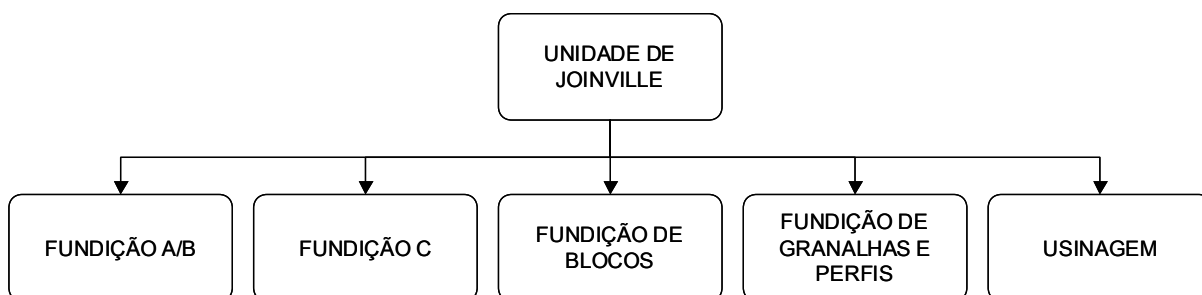 UNIDADE DE
JOINVILLE
FUNDIÇÃO A/B
FUNDIÇÃO C
FUNDIÇÃO DE
BLOCOS
FUNDIÇÃO DE
GRANALHAS E
PERFIS
USINAGEM